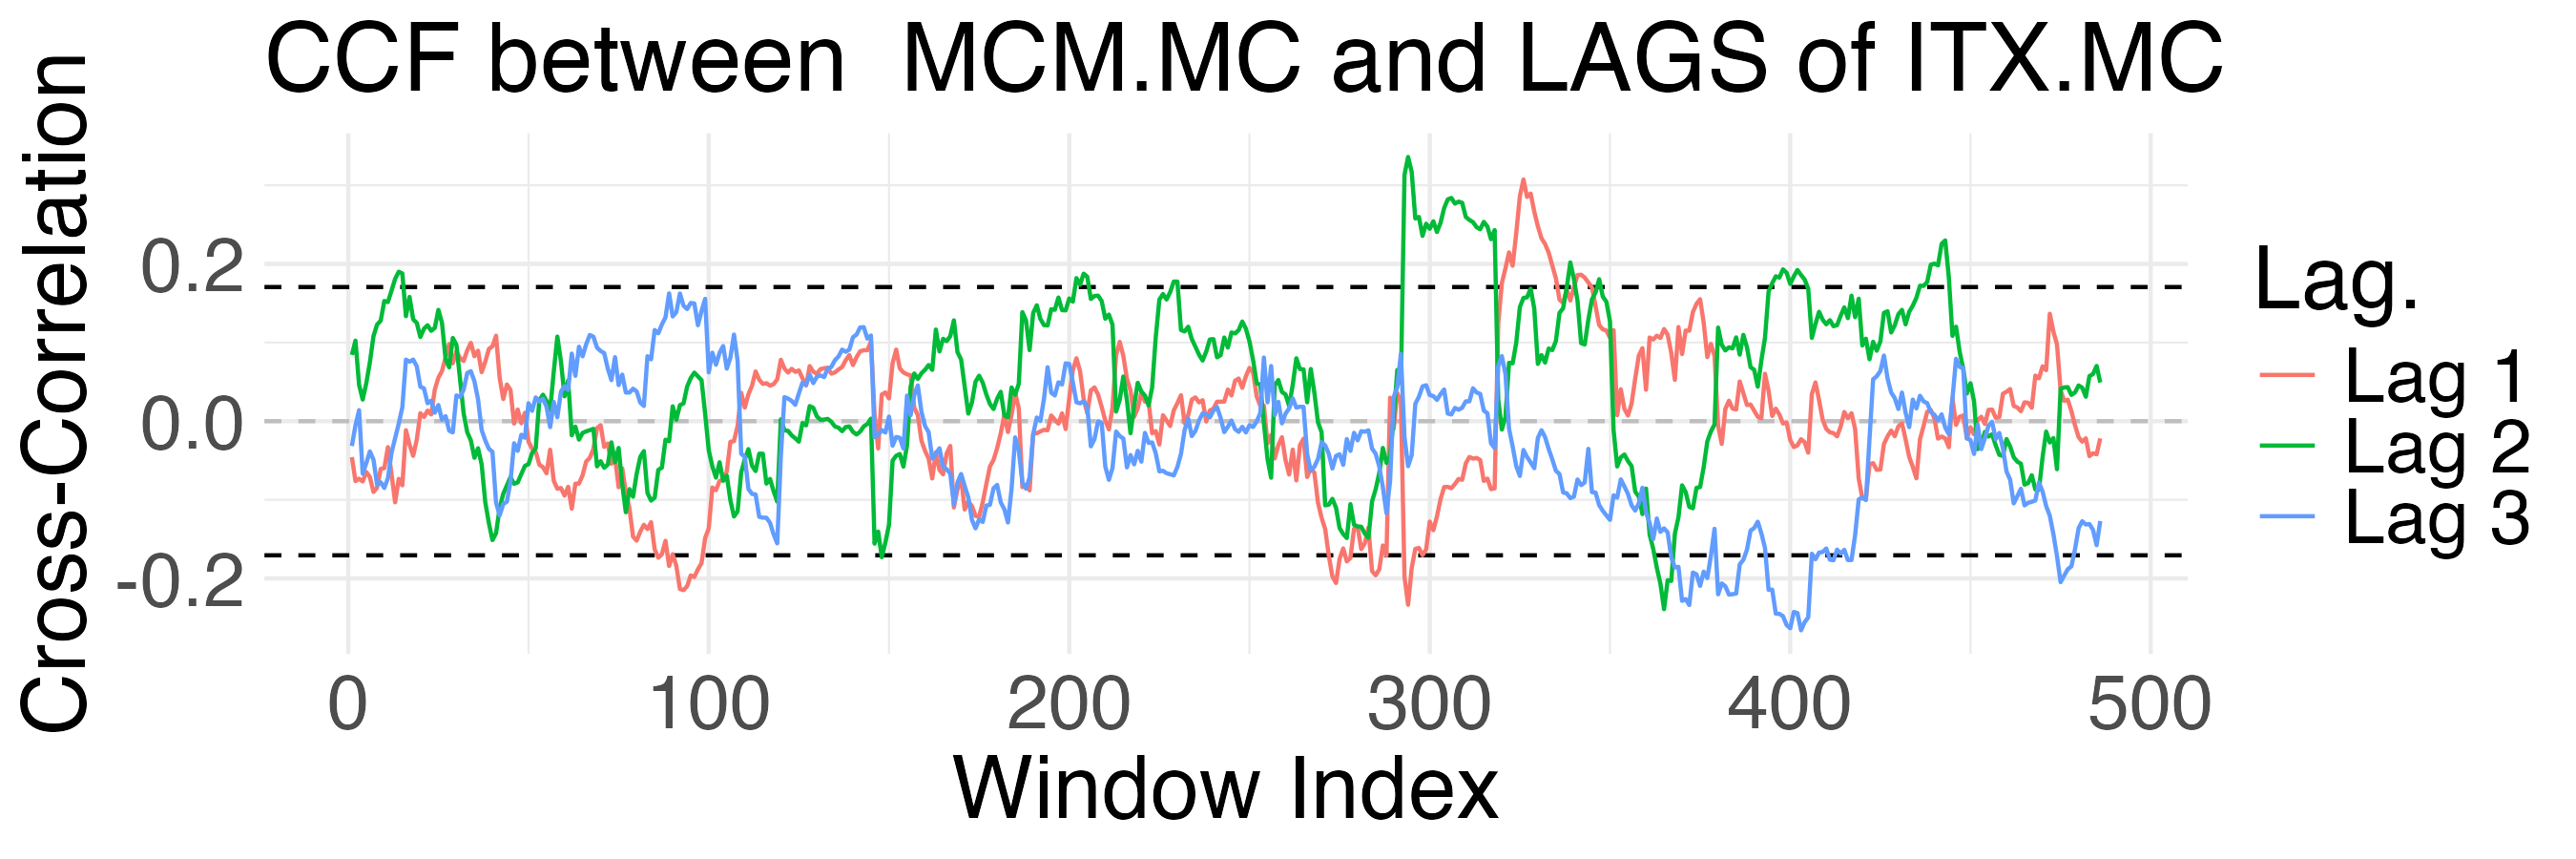 CCF between  MCM.MC and LAGS of ITX.MC
Cross-Correlation
0.2
0.0
-0.2
0 100 200 300 400 500
Window Index
Lag.
Lag 1
Lag 2
Lag 3